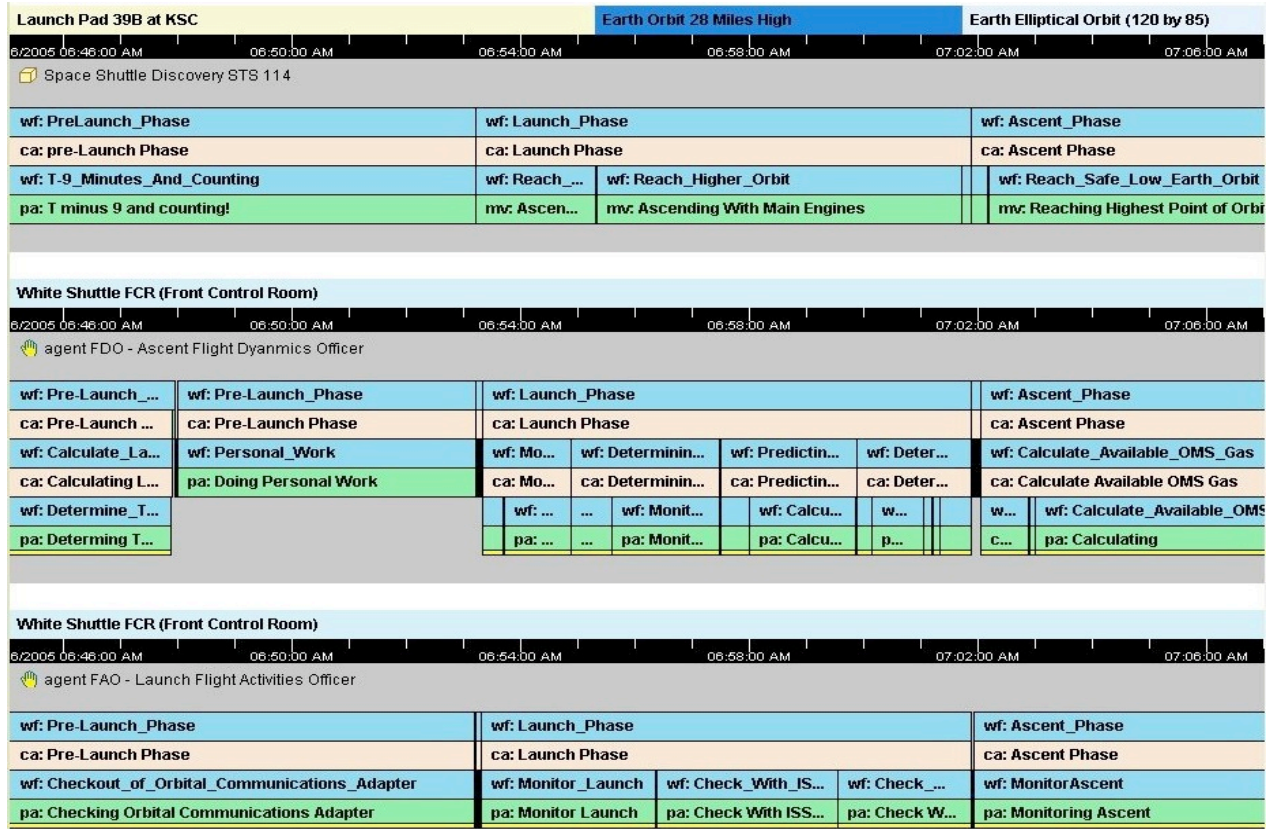 Launch Pad 39B at KSC Earth Orbit 28 Miles High Earth Elliptical Orbit (120 by 85)
6/2005 06:46:00 AM 06:50:00 AM 06:54:00 AM 06:58:00 AM 07:02:00 AM 07:06:00 AM
Space Shuttle Discovery STS 114
wf: PreLaunch_Phase wf: Launch_Phase wf: Ascent_Phase
ca: pre-Launch Phase ca: Launch Phase ca: Ascent Phase
wf: T-9_Minutes_And_Counting wf: Reach_... wf: Reach_Higher_Orbit wf: Reach_Safe_Low_Earth_Orbit
pa: T minus 9 and counting! mv: Ascen... mv: Ascending With Main Engines mv: Reaching Highest Point of Orbi
White Shuttle FCR (Front Control Room)
6/2005 06:46:00 AM 06:50:00 AM 06:54:00 AM 06:58:00 AM 07:02:00 AM 07:06:00 AM
agent FDO - Ascent Flight Dyanmics Officer
wf: Pre-Launch_... wf: Pre-Launch_Phase wf: Launch_Phase wf: Ascent_Phase
ca: Pre-Launch ... ca: Pre-Launch Phase ca: Launch Phase ca: Ascent Phase
wf: Calculate_La... wf: Personal_Work wf: Mo... wf: Determinin... wf: Predictin... wf: Deter... wf: Calculate_Available_OMS_Gas
ca: Calculating L... pa: Doing Personal Work ca: Mo... ca: Determinin... ca: Predictin... ca: Deter... ca: Calculate Available OMS Gas
wf: Determine_T... wf: ... ... wf: Monit... wf: Calcu... w... w... wf: Calculate_Available_OMS
pa: Determing T... pa: ... ... pa: Monit... pa: Calcu... p... c... pa: Calculating
White Shuttle FCR (Front Control Room)
6/2005 06:46:00 AM 06:50:00 AM 06:54:00 AM 06:58:00 AM 07:02:00 AM 07:06:00 AM
agent FAO - Launch Flight Activities Officer
wf: Pre-Launch_Phase wf: Launch_Phase wf: Ascent_Phase
ca: Pre-Launch Phase ca: Launch Phase ca: Ascent Phase
wf: Checkout_of_Orbital_Communications_Adapter wf: Monitor_Launch wf: Check_With_IS... wf: Check_... wf: MonitorAscent
pa: Checking Orbital Communications Adapter pa: Monitor Launch pa: Check With ISS... pa: Check W... pa: Monitoring Ascent